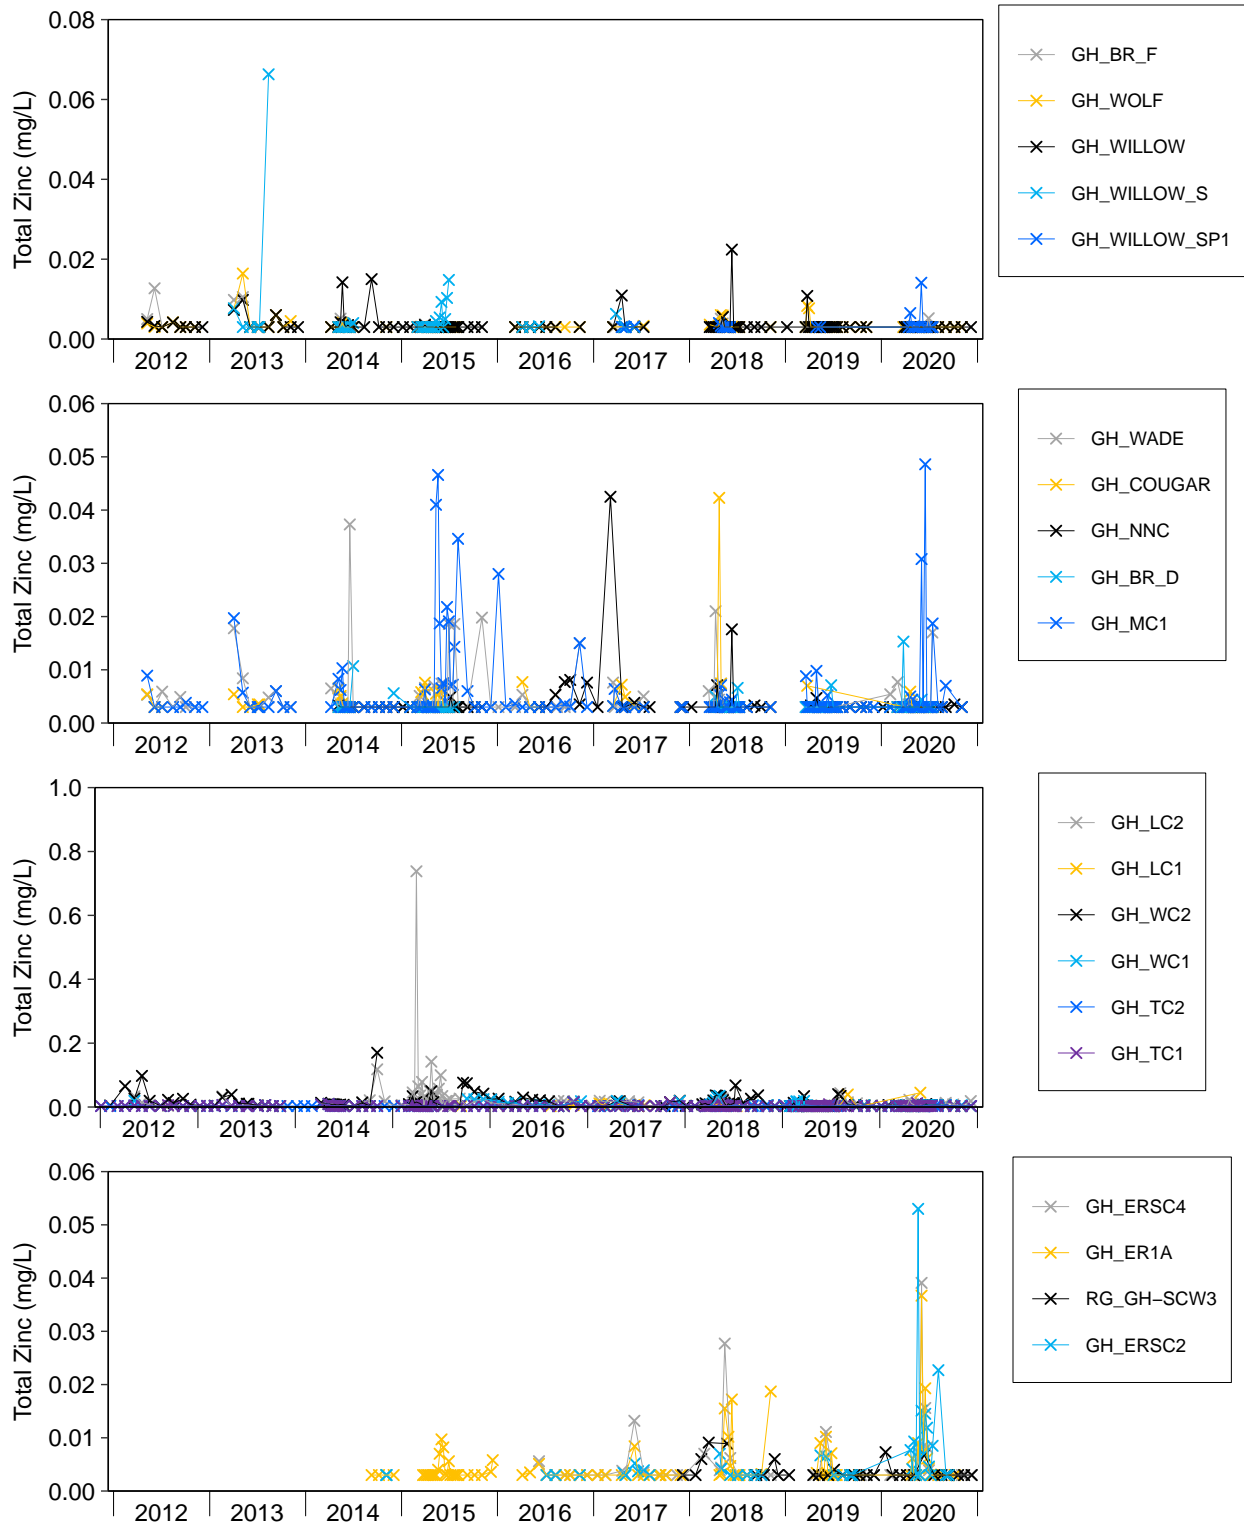 Total Zinc (mg/L)
0.08
0.06
0.04
0.02
0.00
2012 2013 2014 2015 2016 2017 2018 2019 2020
GH_BR_F
GH_WOLF
GH_WILLOW
GH_WILLOW_S
GH_WILLOW_SP1
Total Zinc (mg/L)
0.06
0.05
0.04
0.03
0.02
0.01
0.00
2012 2013 2014 2015 2016 2017 2018 2019 2020
GH_WADE
GH_COUGAR
GH_NNC
GH_BR_D
GH_MC1
Total Zinc (mg/L)
1.0
0.8
0.6
0.4
0.2
0.0
2012 2013 2014 2015 2016 2017 2018 2019 2020
GH_LC2
GH_LC1
GH_WC2
GH_WC1
GH_TC2
GH_TC1
Total Zinc (mg/L)
0.06
0.05
0.04
0.03
0.02
0.01
0.00
2012 2013 2014 2015 2016 2017 2018 2019 2020
GH_ERSC4
GH_ER1A
RG_GH−SCW3
GH_ERSC2